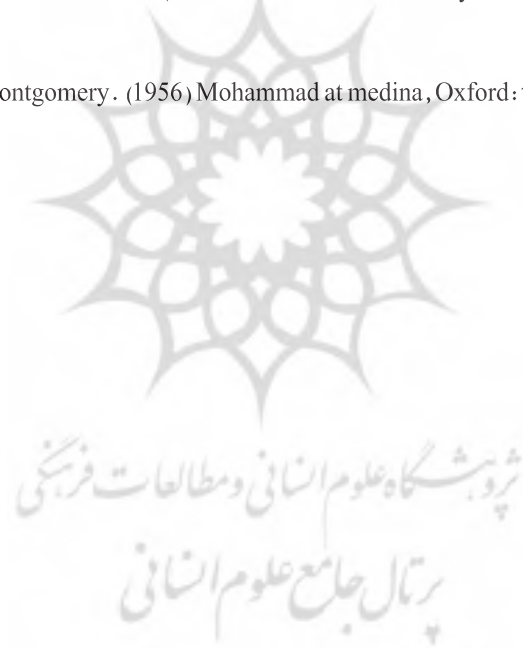 ontgomery. (1956) Mohammad at medina, Oxford:
پژوهشگاه علوم انسانی و مطالعات فرهنگی
پرتال جامع علوم انسانی